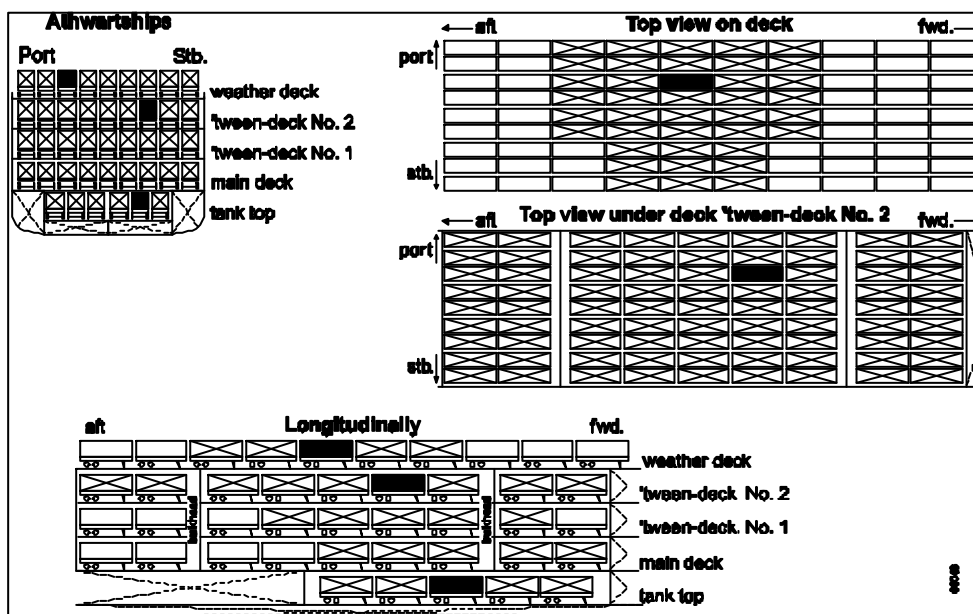 Athwartships
Port Stb.
weather deck
'tween-deck No. 2
'tween-deck No. 1
main deck
tank top
aft Top view on deck fwd.
port
stb.
aft Top view under deck 'tween-deck No. 2 fwd.
port
stb.
aft Longitudinally fwd.
weather deck
'tween-deck No. 2
'tween-deck. No. 1
main deck
tank top
bulkhead
bulkhead